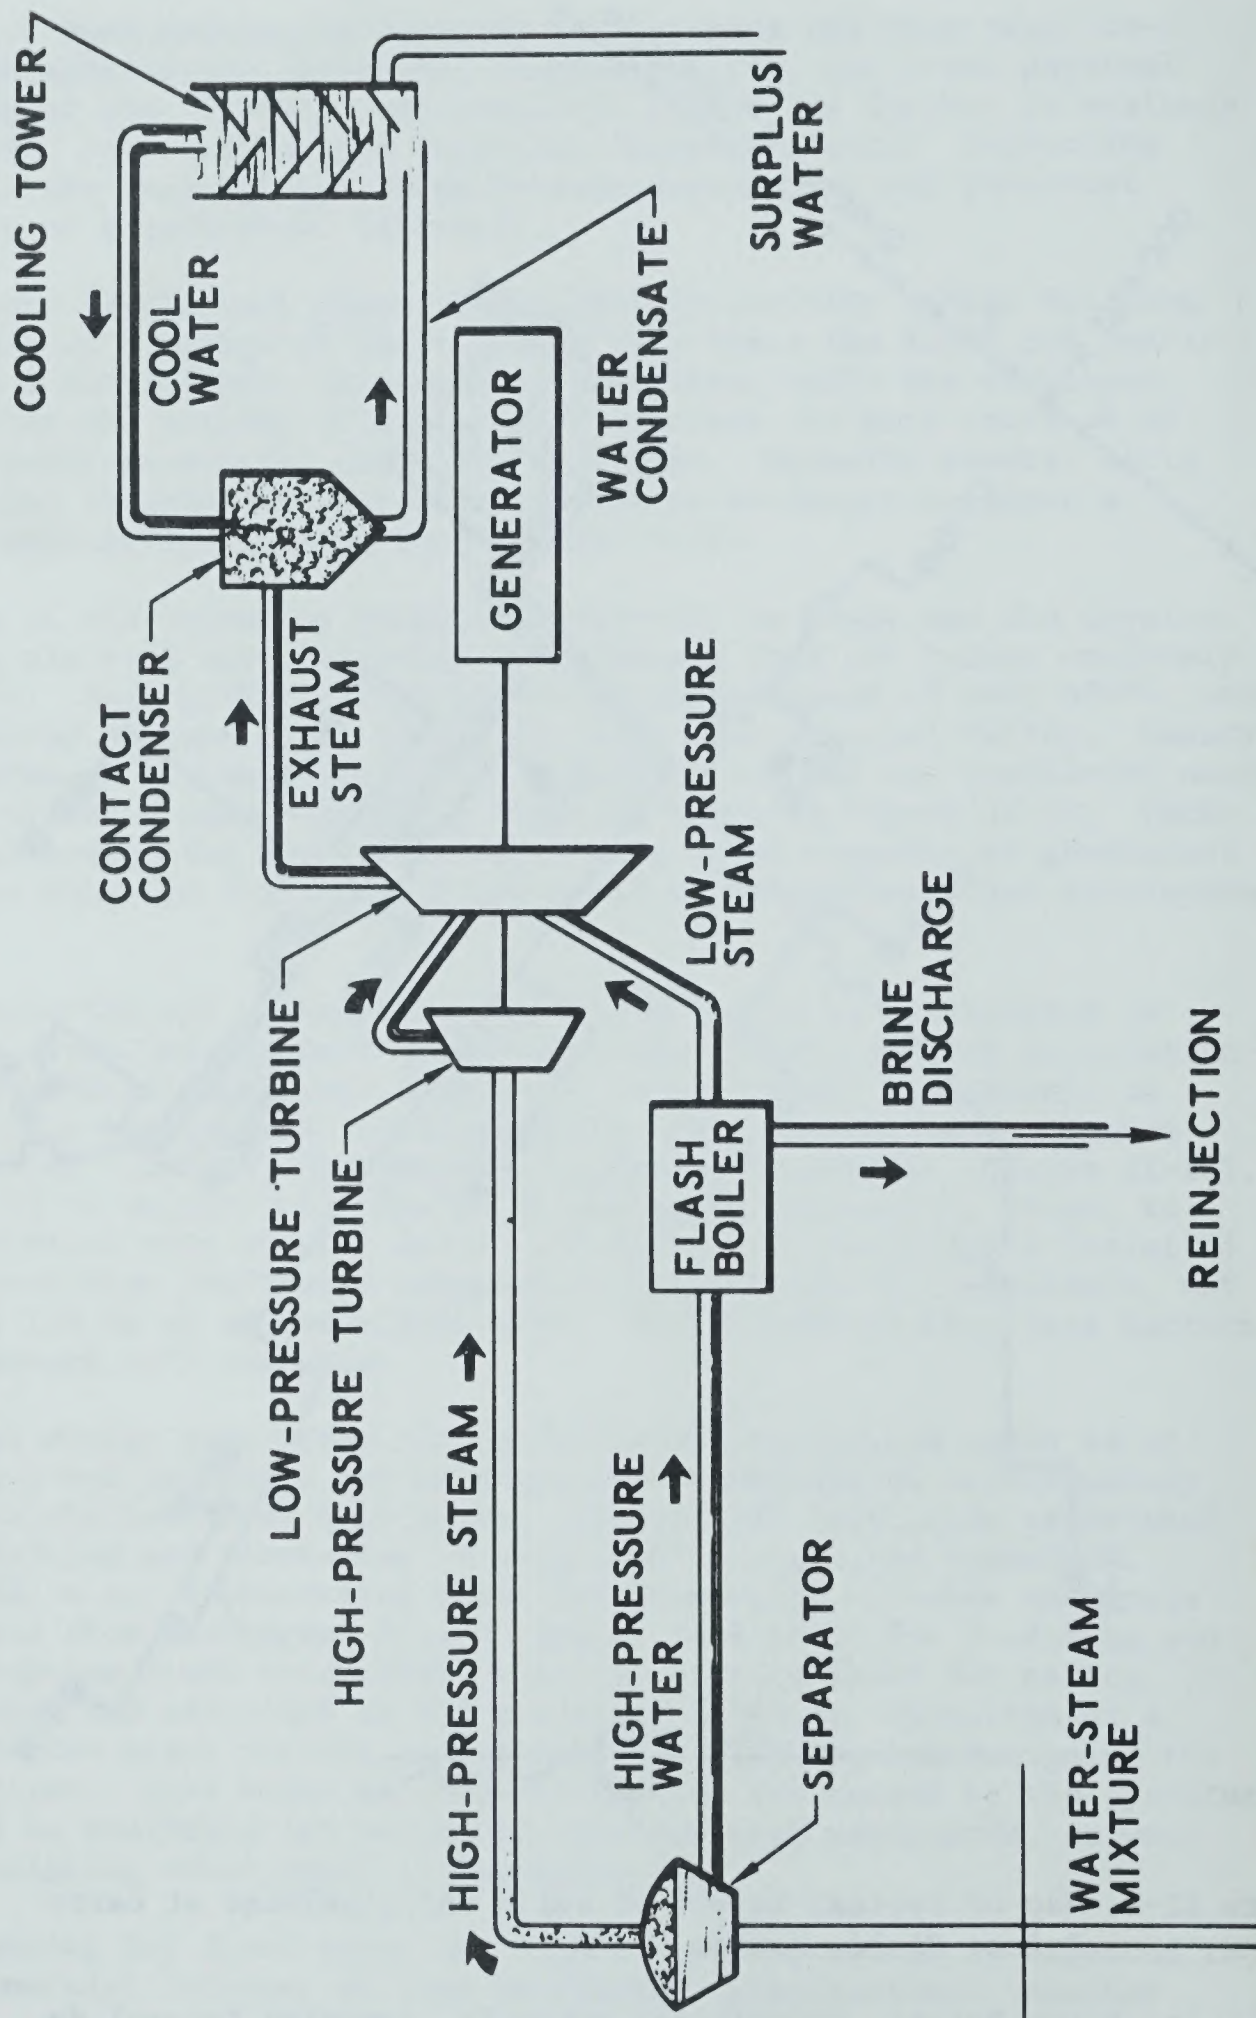 COOLING TOWER
COOL
WATER
CONTACT
CONDENSER
EXHAUST
STEAM
GENERATOR
WATER
CONDENSATE
SURPLUS
WATER
LOW-PRESSURE TURBINE
HIGH-PRESSURE TURBINE
HIGH-PRESSURE STEAM
LOW-PRESSURE
STEAM
FLASH
BOILER
HIGH-PRESSURE
WATER
SEPARATOR
BRINE
DISCHARGE
REINJECTION
WATER-STEAM
MIXTURE